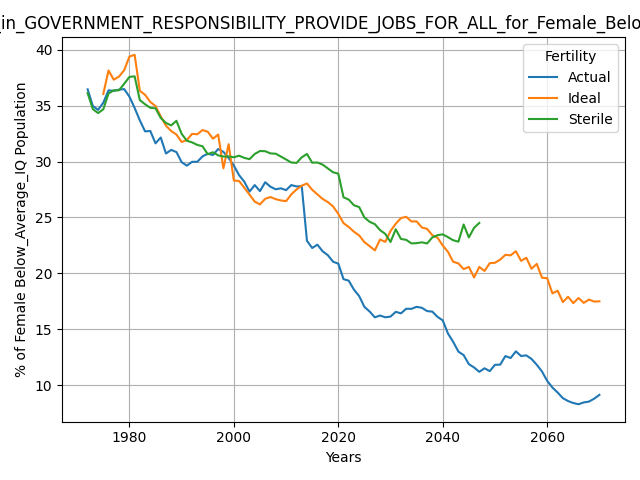 _in_GOVERNMENT_RESPONSIBILITY_PROVIDE_JOBS_FOR_ALL_for_Female_Belo
Fertility
Actual
Ideal
Sterile
% of Female Below_Average_IQ Population
40
35
30
25
20
15
10
1980 2000 2020 2040 2060
Years